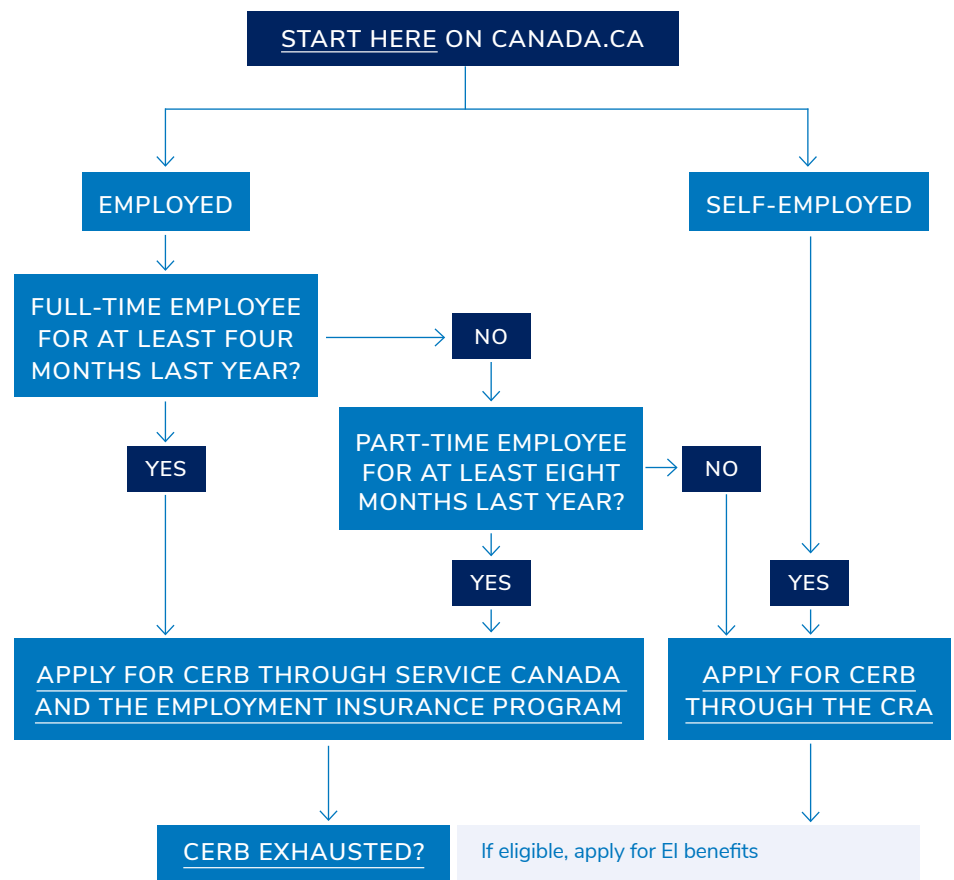 START HERE ON CANADA.CA
EMPLOYED
SELF-EMPLOYED
FULL-TIME EMPLOYEE
FOR AT LEAST FOUR
MONTHS LAST YEAR?
NO
PART-TIME EMPLOYEE
FOR AT LEAST EIGHT
MONTHS LAST YEAR?
YES
NO
YES
YES
APPLY FOR CERB THROUGH SERVICE CANADA
AND THE EMPLOYMENT INSURANCE PROGRAM
APPLY FOR CERB
THROUGH THE CRA
CERB EXHAUSTED?
If eligible, apply for EI benefits